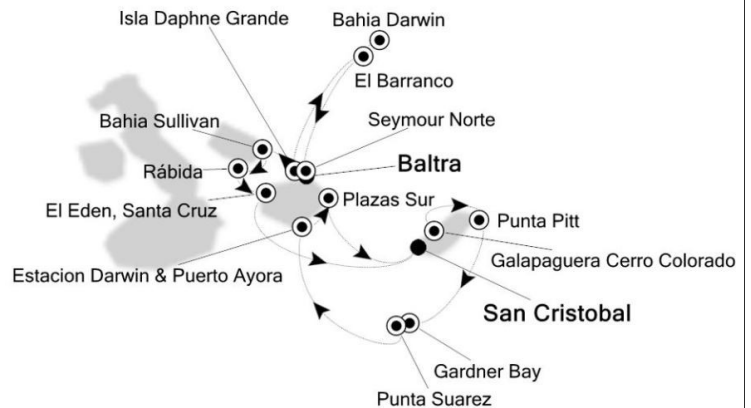 Isla Daphne Grande
Bahia Darwin
El Barranco
Bahia Sullivan
Seymour Norte
Baltra
Rábida
El Eden, Santa Cruz
Plazas Sur
Punta Pitt
Galapaguera Cerro Colorado
Estacion Darwin & Puerto Ayora
San Cristobal
Gardner Bay
Punta Suarez